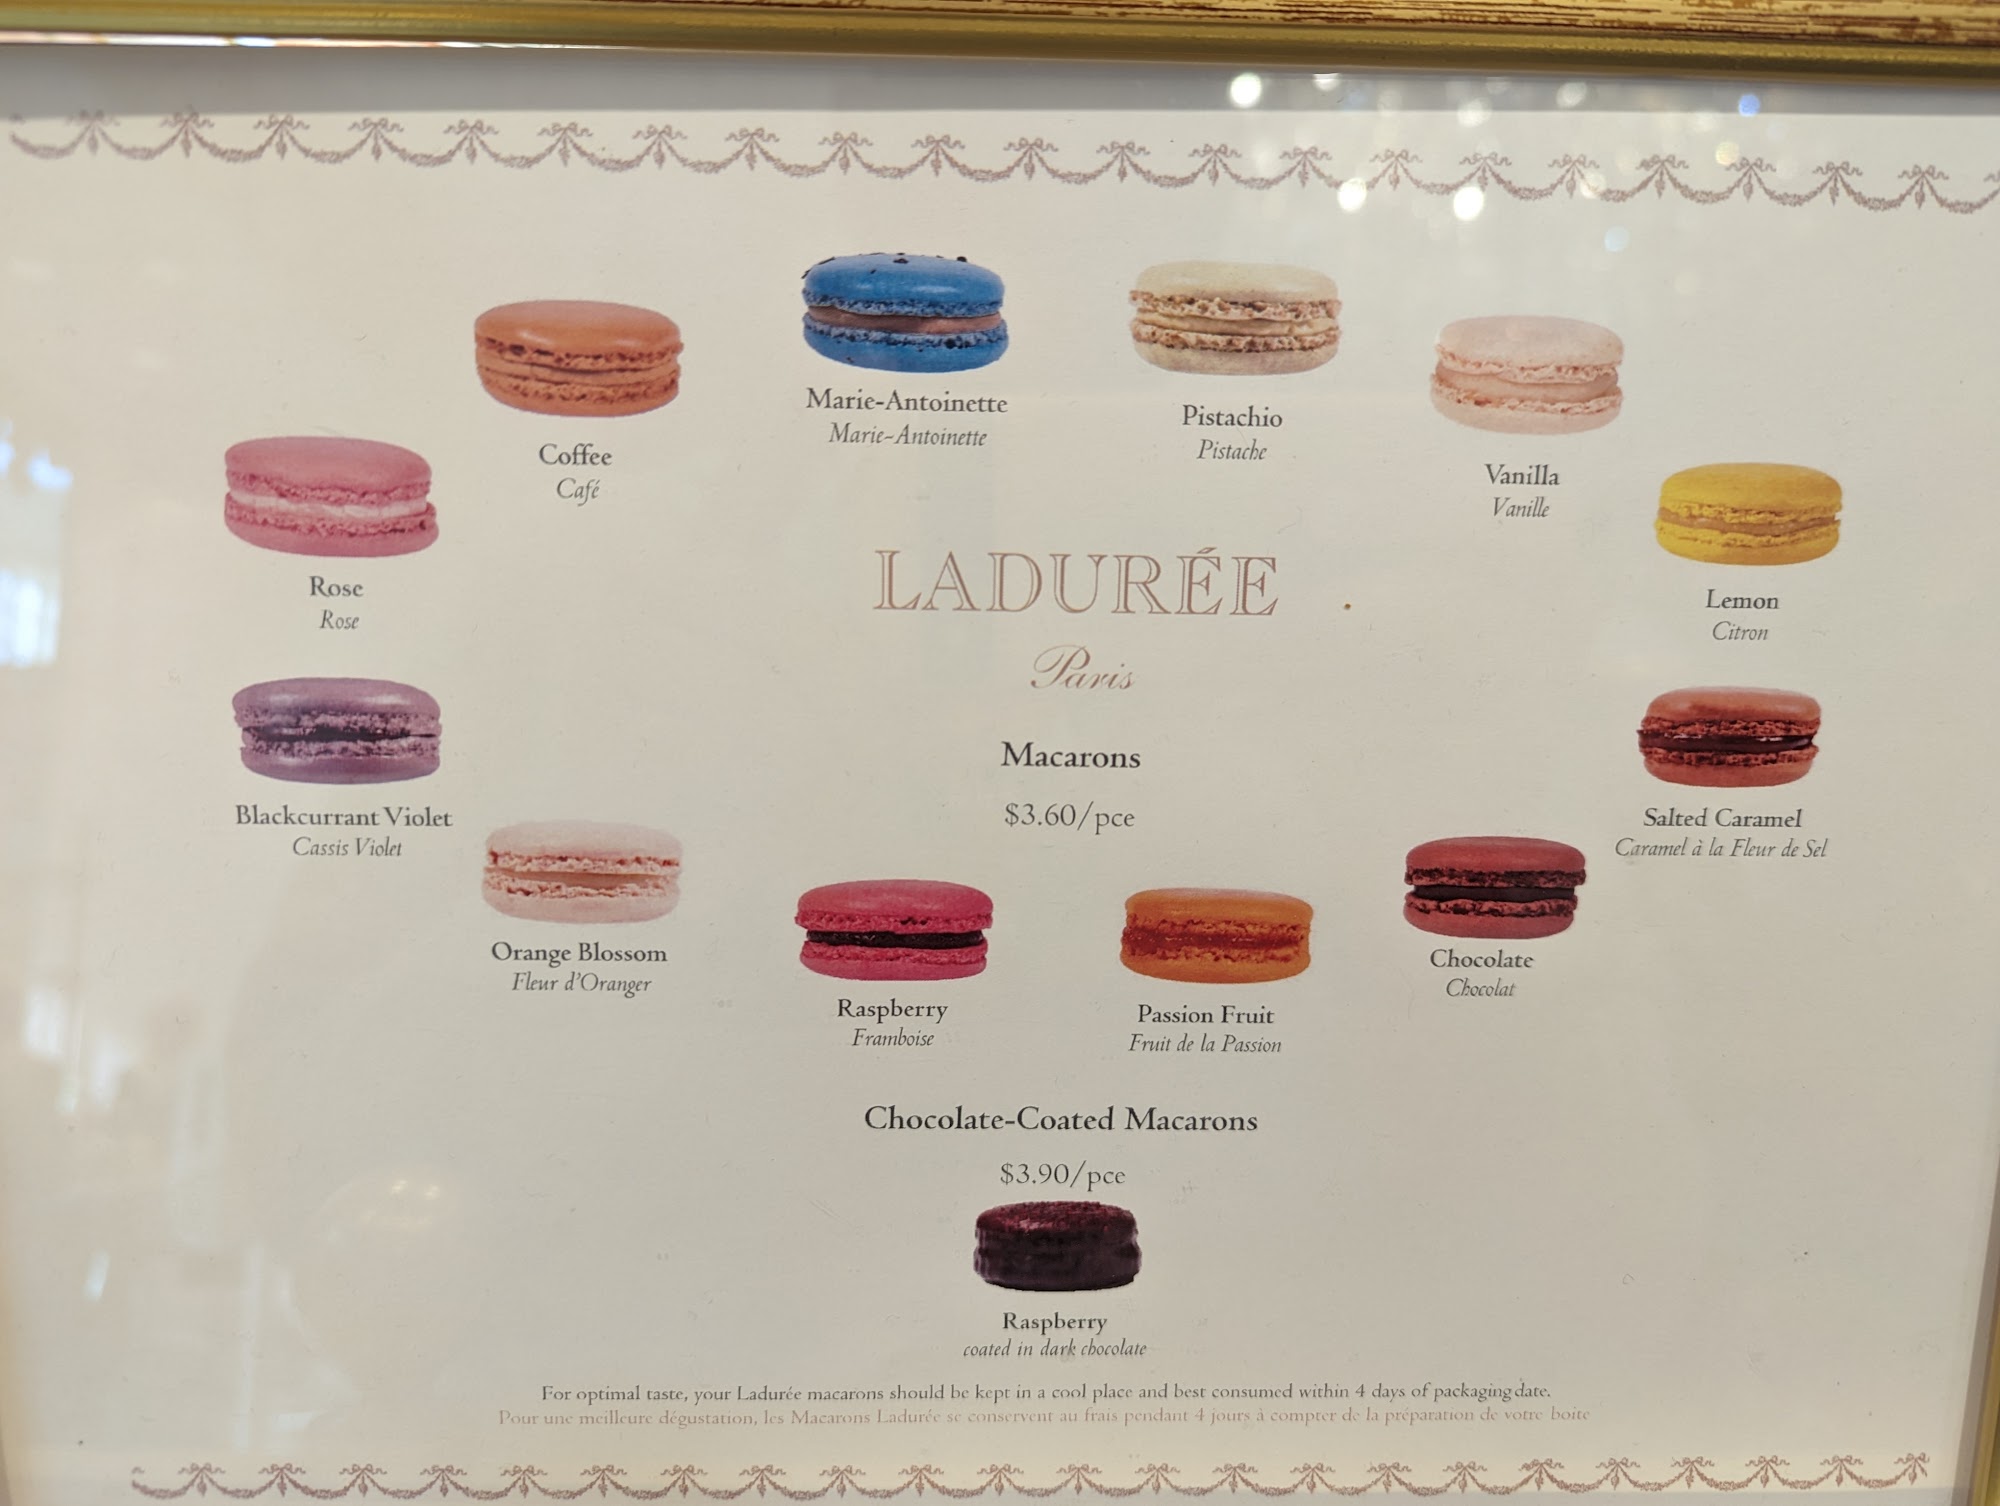 Marie-Antoinette
Marie-Antoinette
Pistachio
Pistache
Coffee
Café
Vanilla
Vanille
Rose
Rose
Lemon
Citron
LADURÉE
Paris
Macarons
$3.60/pce
Blackcurrant Violet
Cassis Violet
Salted Caramel
Caramel à la Fleur de Sel
Orange Blossom
Fleur d'Oranger
Chocolate
Chocolat
Raspberry
Framboise
Passion Fruit
Fruit de la Passion
Chocolate-Coated Macarons
$3.90/pce
Raspberry
coated in dark chocolate
For optimal taste, your Ladurée macarons should be kept in a cool place and best consumed within 4 days of packaging date.
Pour une meilleure dégustation, les Macarons Ladurée se conservent au frais pendant 4 jours à compter de la préparation de votre boite